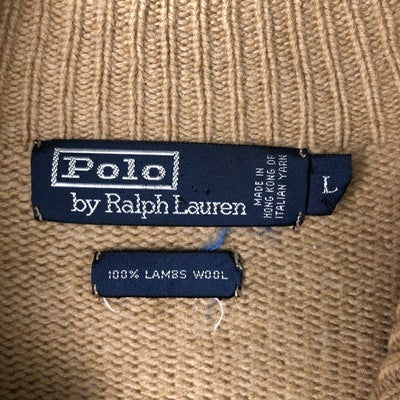 Polo
by Ralph Lauren
MADE IN
HONG KONG OF
ITALIAN YARN
L
100% LAMBS WOOL